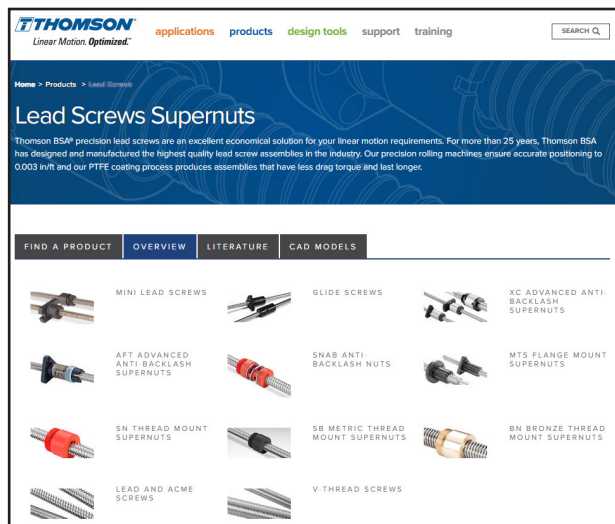 THOMSON®
Linear Motion. Optimized.™
applications products design tools support training
SEARCH
Home > Products > Lead Screws
Lead Screws Supernuts
Thomson BSA® precision lead screws are an excellent economical solution for your linear motion requirements. For more than 25 years, Thomson BSA
has designed and manufactured the highest quality lead screw assemblies in the industry. Our precision rolling machines ensure accurate positioning to
0.003 in/ft and our PTFE coating process produces assemblies that have less drag torque and last longer.
FIND A PRODUCT OVERVIEW LITERATURE CAD MODELS
MINI LEAD SCREWS
GLIDE SCREWS
XC ADVANCED ANTI-
BACKLASH
SUPERNUTS
AFT ADVANCED
ANTI-BACKLASH
SUPERNUTS
SNAB ANTI-
BACKLASH NUTS
MTS FLANGE MOUNT
SUPERNUTS
SN THREAD MOUNT
SUPERNUTS
SB METRIC THREAD
MOUNT SUPERNUTS
BN BRONZE THREAD
MOUNT SUPERNUTS
LEAD AND ACME
SCREWS
V-THREAD SCREWS